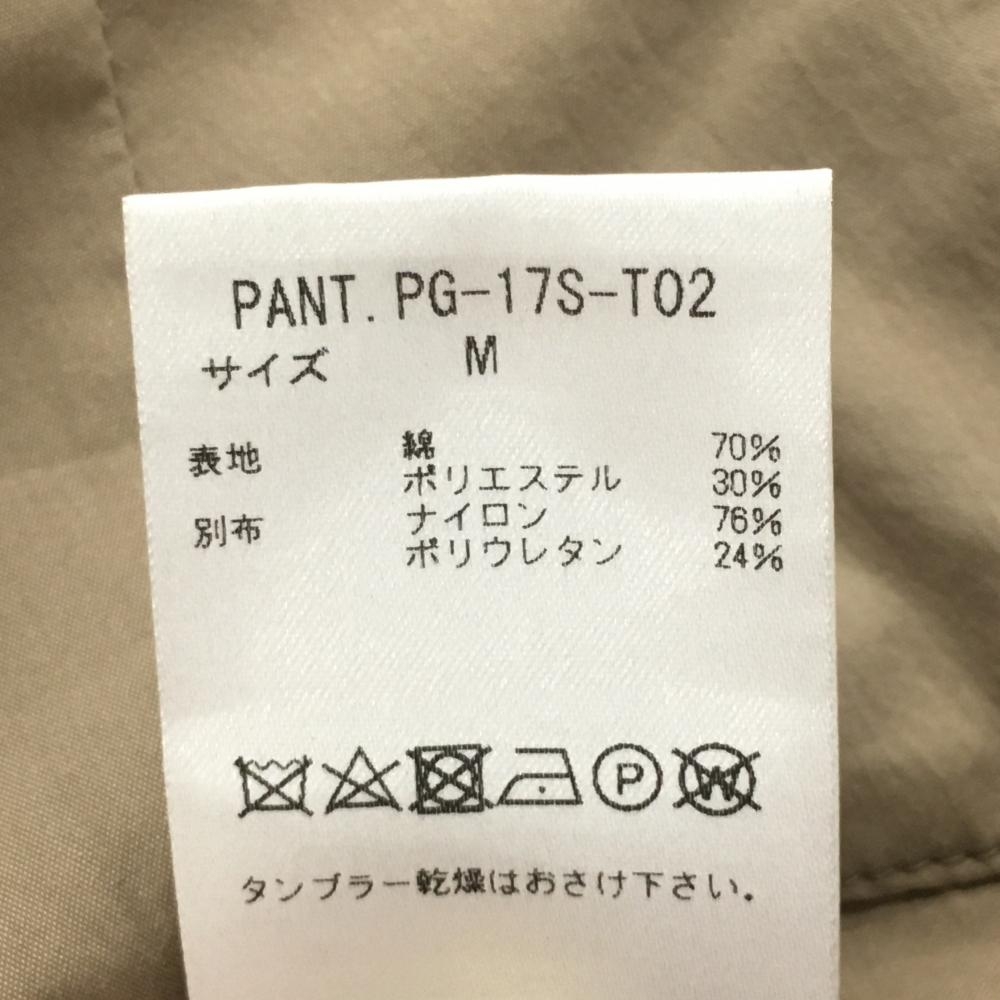 PANT. PG-17S-T02
サイズ M
表地 綿 70%
ポリエステル 30%
別布 ナイロン 76%
ポリウレタン 24%
P W
タンブラー乾燥はおさけ下さい。